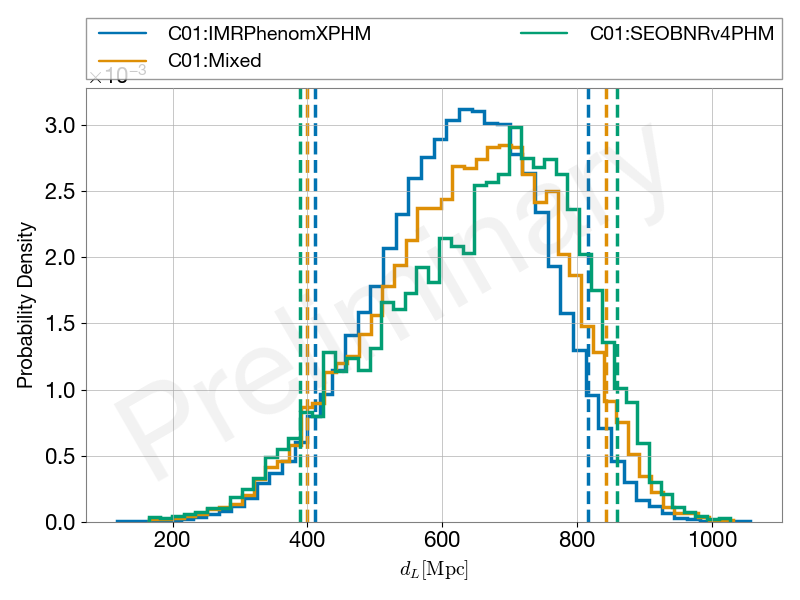 C01:IMRPhenomXPHM
C01:Mixed
C01:SEOBNRv4PHM
×10⁻³
3.0
2.5
2.0
1.5
1.0
0.5
0.0
Probability Density
Preliminary
200
400
600
800
1000
d_L[Mpc]